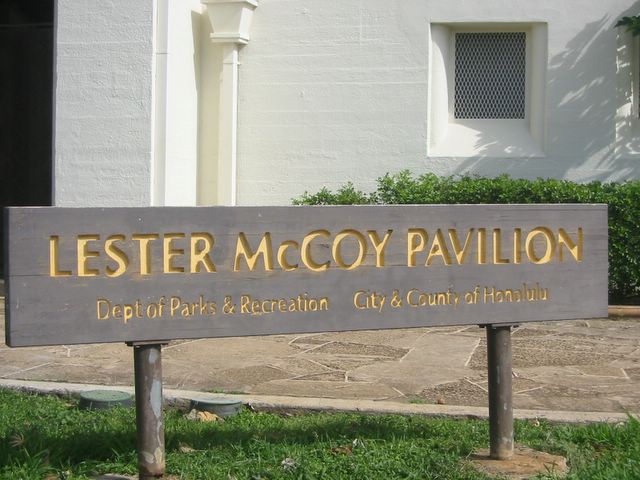 LESTER McCOY PAVILION
Dept of Parks & Recreation City & County of Honolulu